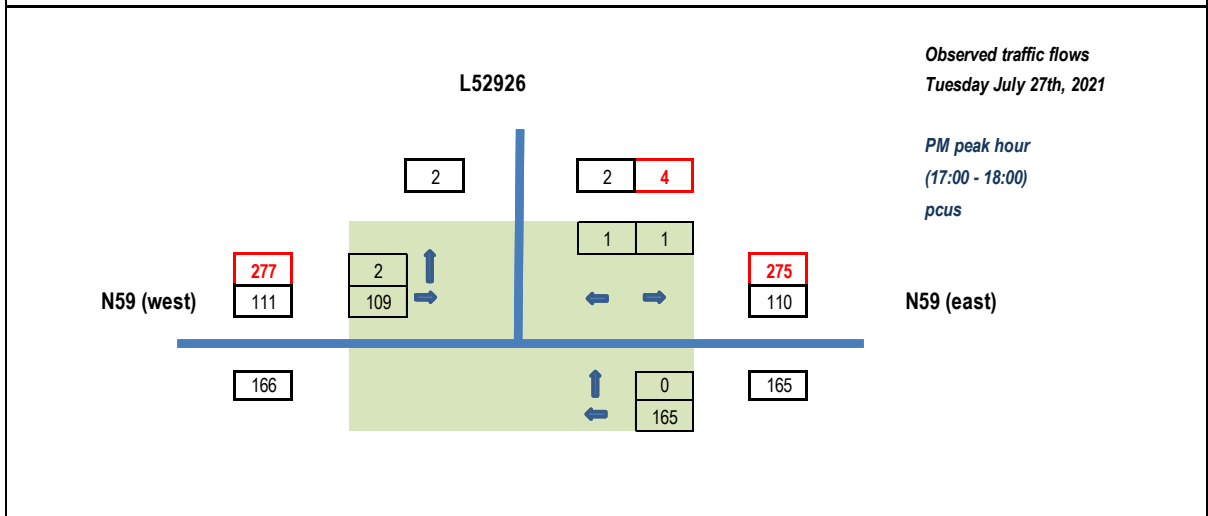 Observed traffic flows
L52926
Tuesday July 27th, 2021
PM peak hour
2 2 4
(17:00 - 18:00)
pcus
1 1
277 2 275
N59 (west) 111 109 110 N59 (east)
166 0 165
165